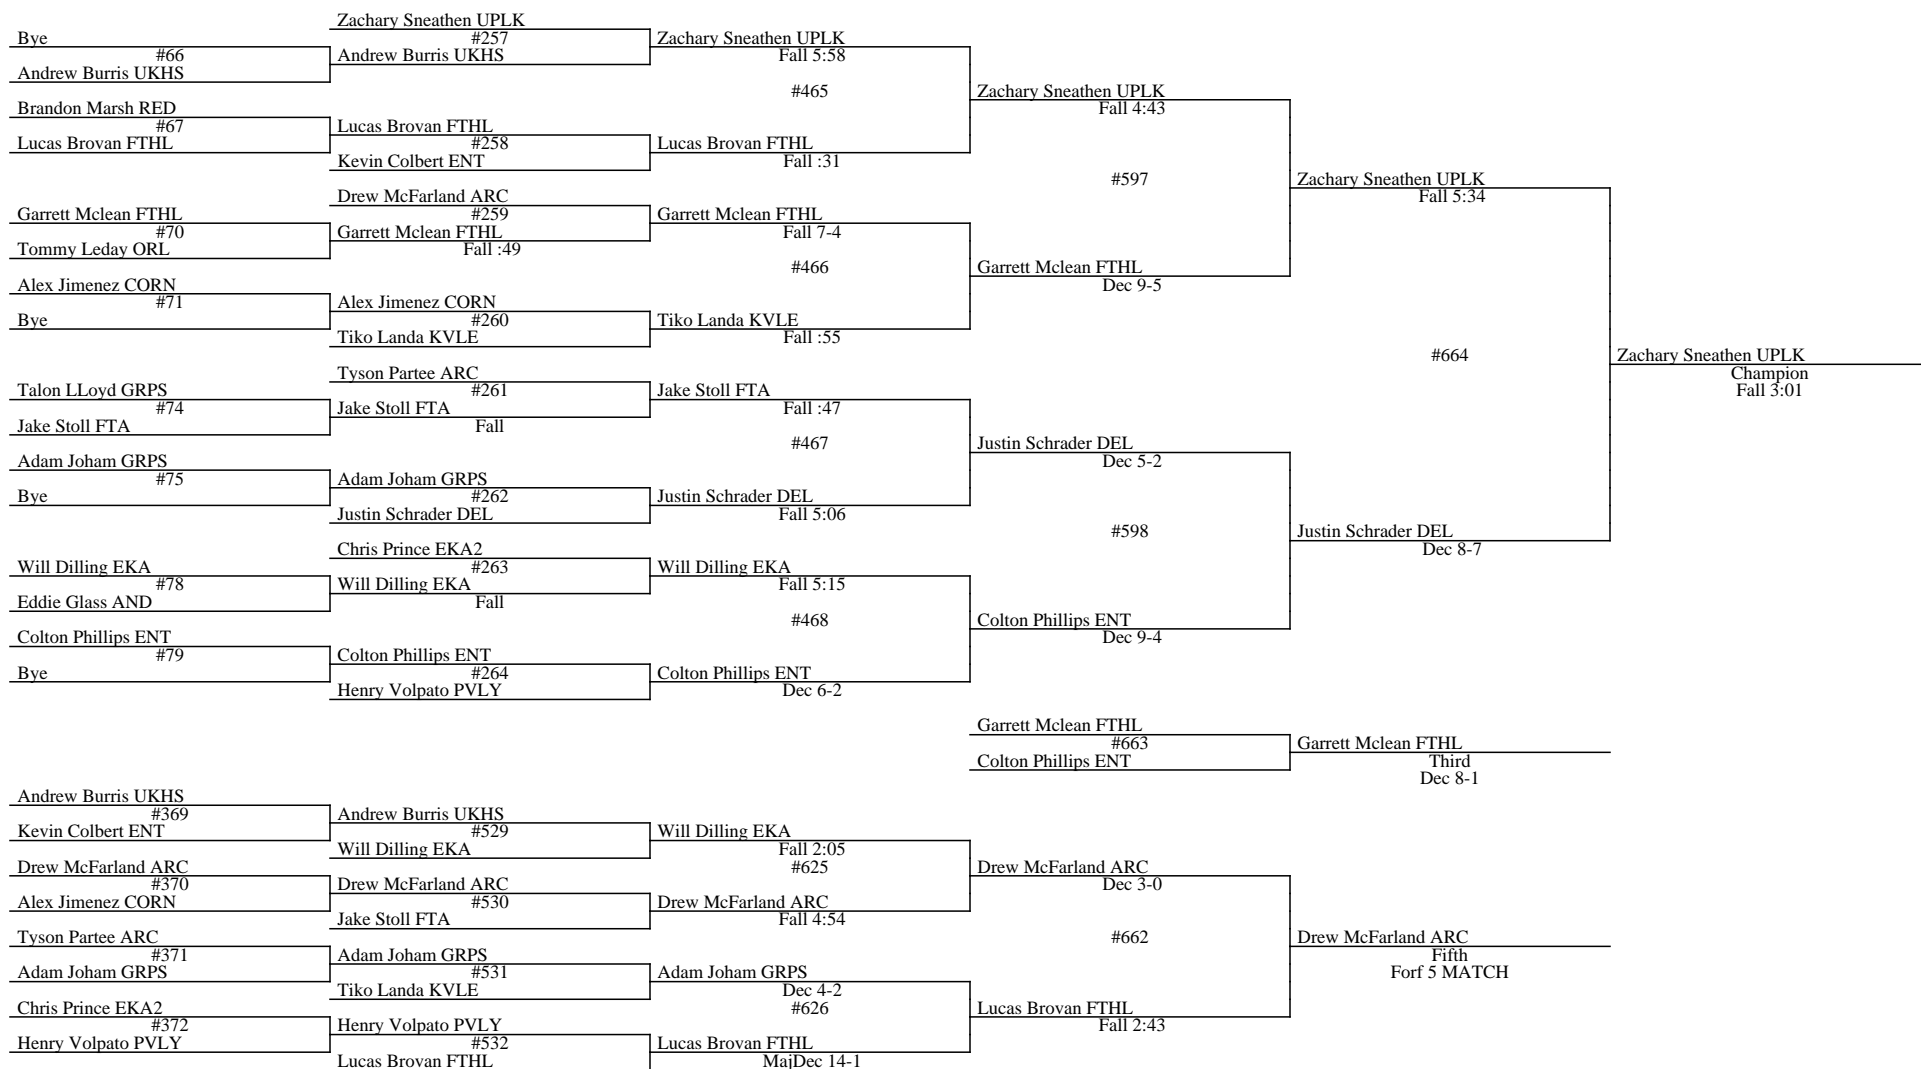 Zachary Sneathen UPLK
Bye
#257
Zachary Sneathen UPLK
#66
Andrew Burris UKHS
Fall 5:58
Andrew Burris UKHS
#465
Zachary Sneathen UPLK
Brandon Marsh RED
Fall 4:43
#67
Lucas Brovan FTHL
Lucas Brovan FTHL
#258
Lucas Brovan FTHL
Kevin Colbert ENT
Fall :31
#597
Zachary Sneathen UPLK
Drew McFarland ARC
Fall 5:34
Garrett Mclean FTHL
#259
Garrett Mclean FTHL
#70
Garrett Mclean FTHL
Fall 7-4
Tommy Leday ORL
Fall :49
#466
Garrett Mclean FTHL
Alex Jimenez CORN
Dec 9-5
#71
Alex Jimenez CORN
Bye
#260
Tiko Landa KVLE
Tiko Landa KVLE
Fall :55
#664
Zachary Sneathen UPLK
Tyson Partee ARC
Champion
Talon LLoyd GRPS
#261
Jake Stoll FTA
Fall 3:01
#74
Jake Stoll FTA
Fall :47
Jake Stoll FTA
Fall
#467
Justin Schrader DEL
Adam Joham GRPS
Dec 5-2
#75
Adam Joham GRPS
Bye
#262
Justin Schrader DEL
Justin Schrader DEL
Fall 5:06
#598
Justin Schrader DEL
Chris Prince EKA2
Dec 8-7
Will Dilling EKA
#263
Will Dilling EKA
#78
Will Dilling EKA
Fall 5:15
Eddie Glass AND
Fall
#468
Colton Phillips ENT
Colton Phillips ENT
Dec 9-4
#79
Colton Phillips ENT
Bye
#264
Colton Phillips ENT
Henry Volpato PVLY
Dec 6-2
Garrett Mclean FTHL
#663
Garrett Mclean FTHL
Colton Phillips ENT
Third
Dec 8-1
Andrew Burris UKHS
#369
Andrew Burris UKHS
Kevin Colbert ENT
#529
Will Dilling EKA
Will Dilling EKA
Fall 2:05
Drew McFarland ARC
#625
Drew McFarland ARC
#370
Drew McFarland ARC
Dec 3-0
Alex Jimenez CORN
#530
Drew McFarland ARC
Jake Stoll FTA
Fall 4:54
Tyson Partee ARC
#662
Drew McFarland ARC
#371
Adam Joham GRPS
Fifth
Adam Joham GRPS
#531
Adam Joham GRPS
Forf 5 MATCH
Tiko Landa KVLE
Dec 4-2
Chris Prince EKA2
#626
Lucas Brovan FTHL
#372
Henry Volpato PVLY
Fall 2:43
Henry Volpato PVLY
#532
Lucas Brovan FTHL
Lucas Brovan FTHL
MajDec 14-1